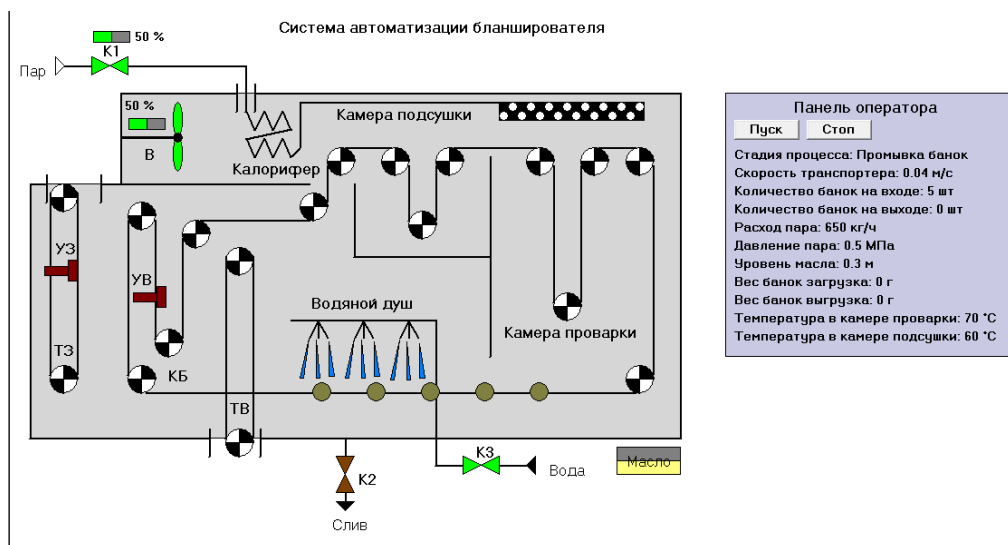 Система автоматизации бланширователя
50 %
К1
Пар
50 %
В
Калорифер
Камера подсушки
УЗ
УВ
ТЗ
КБ
ТВ
Водяной душ
Камера проварки
К2
Слив
К3
Вода
Масло
Панель оператора
Пуск Стоп
Стадия процесса: Промывка банок
Скорость транспортера: 0.04 м/с
Количество банок на входе: 5 шт
Количество банок на выходе: 0 шт
Расход пара: 650 кг/ч
Давление пара: 0.5 МПа
Уровень масла: 0.3 м
Вес банок загрузка: 0 г
Вес банок выгрузка: 0 г
Температура в камере проварки: 70 °C
Температура в камере подсушки: 60 °C